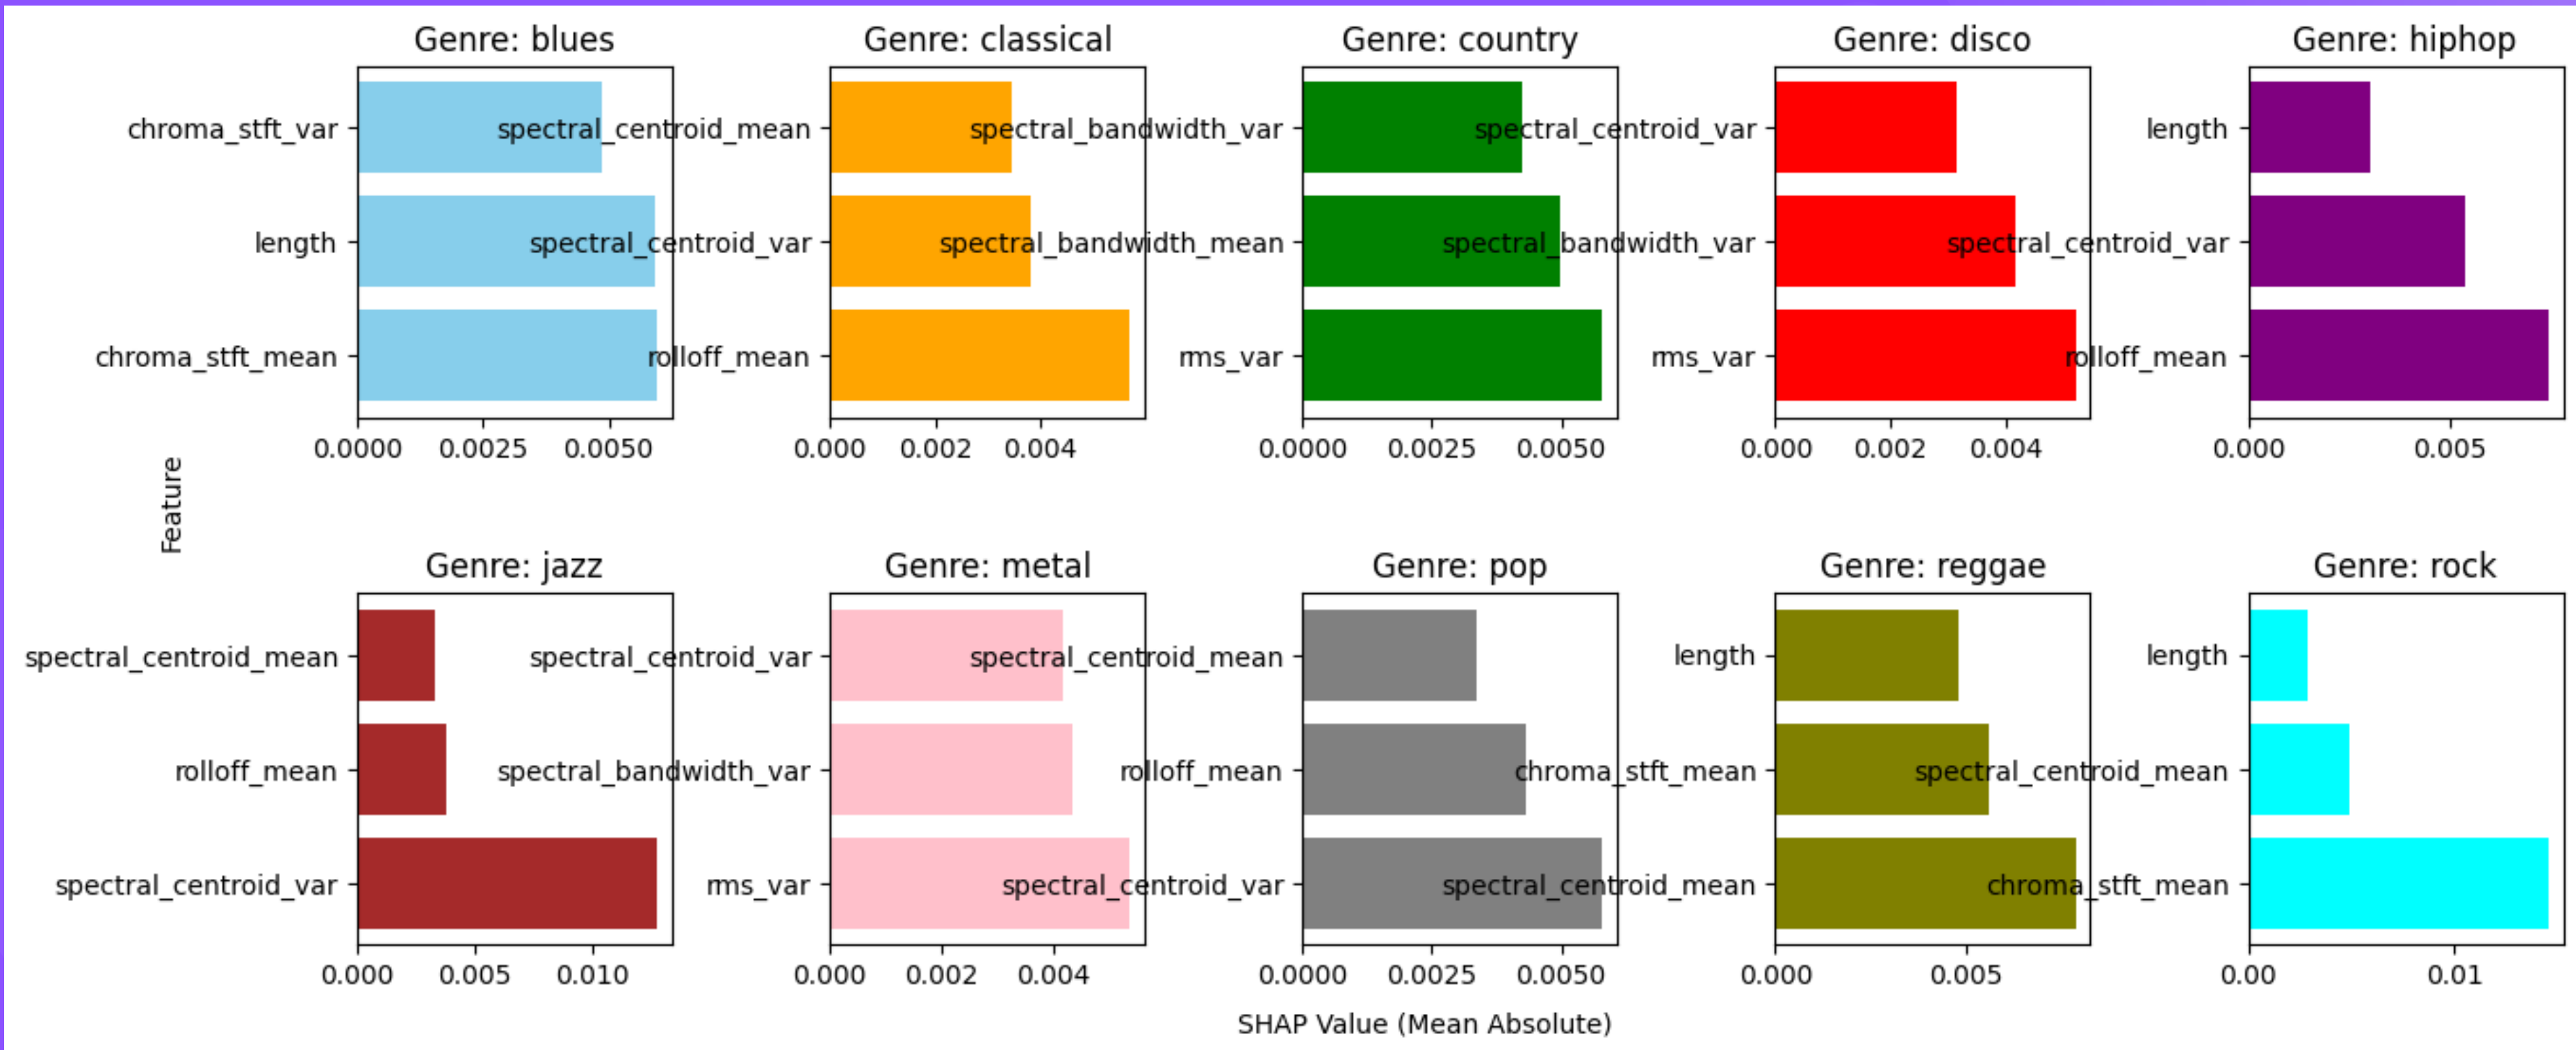 Genre: blues
chroma_stft_var
length
chroma_stft_mean
0.0000 0.0025 0.0050
Genre: classical
spectral_centroid_mean
spectral_centroid_var
rolloff_mean
0.000 0.002 0.004
Genre: country
spectral_bandwidth_var
spectral_bandwidth_mean
rms_var
0.0000 0.0025 0.0050
Genre: disco
spectral_centroid_var
spectral_bandwidth_var
rms_var
0.000 0.002 0.004
Genre: hiphop
length
spectral_centroid_var
rolloff_mean
0.000 0.005
Feature
Genre: jazz
spectral_centroid_mean
rolloff_mean
spectral_centroid_var
0.000 0.005 0.010
Genre: metal
spectral_centroid_var
spectral_bandwidth_var
rms_var
0.000 0.002 0.004
Genre: pop
spectral_centroid_mean
rolloff_mean
spectral_centroid_var
0.0000 0.0025 0.0050
Genre: reggae
length
chroma_stft_mean
spectral_centroid_mean
0.000 0.005
Genre: rock
length
spectral_centroid_mean
chroma_stft_mean
0.00 0.01
SHAP Value (Mean Absolute)